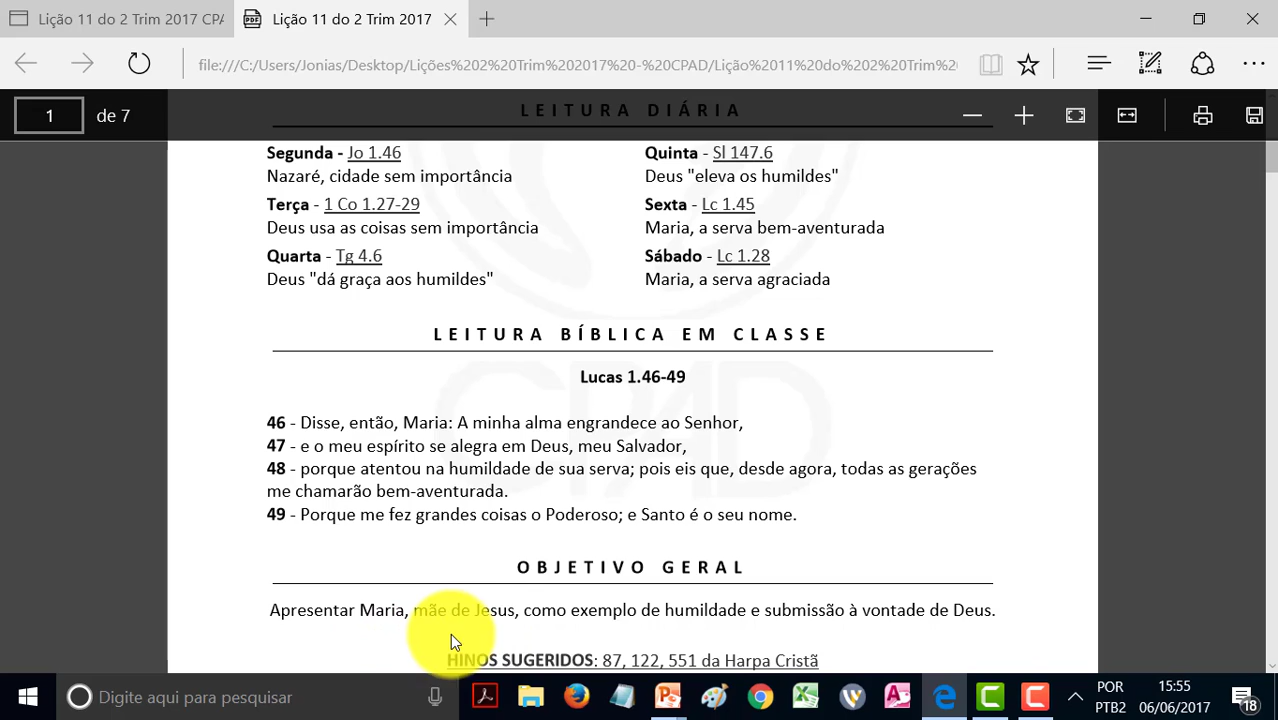 Lição 11 do 2 Trim 2017 CPA
Lição 11 do 2 Trim 2017
file:///C:/Users/Jonias/Desktop/Lições%202%20Trim%202017%20-%20CPAD/Lição%2011%20do%202%20Trim%20
1 de 7
LEITURA DIÁRIA
Segunda - Jo 1.46
Nazaré, cidade sem importância
Terça - 1 Co 1.27-29
Deus usa as coisas sem importância
Quarta - Tg 4.6
Deus "dá graça aos humildes"
Quinta - Sl 147.6
Deus "eleva os humildes"
Sexta - Lc 1.45
Maria, a serva bem-aventurada
Sábado - Lc 1.28
Maria, a serva agraciada
LEITURA BÍBLICA EM CLASSE
Lucas 1.46-49
46 - Disse, então, Maria: A minha alma engrandece ao Senhor,
47 - e o meu espírito se alegra em Deus, meu Salvador,
48 - porque atentou na humildade de sua serva; pois eis que, desde agora, todas as gerações
me chamarão bem-aventurada.
49 - Porque me fez grandes coisas o Poderoso; e Santo é o seu nome.
CPAD
OBJETIVO GERAL
Apresentar Maria, mãe de Jesus, como exemplo de humildade e submissão à vontade de Deus.
HINOS SUGERIDOS: 87, 122, 551 da Harpa Cristã
Digite aqui para pesquisar
POR
PTB2
15:55
06/06/2017
18